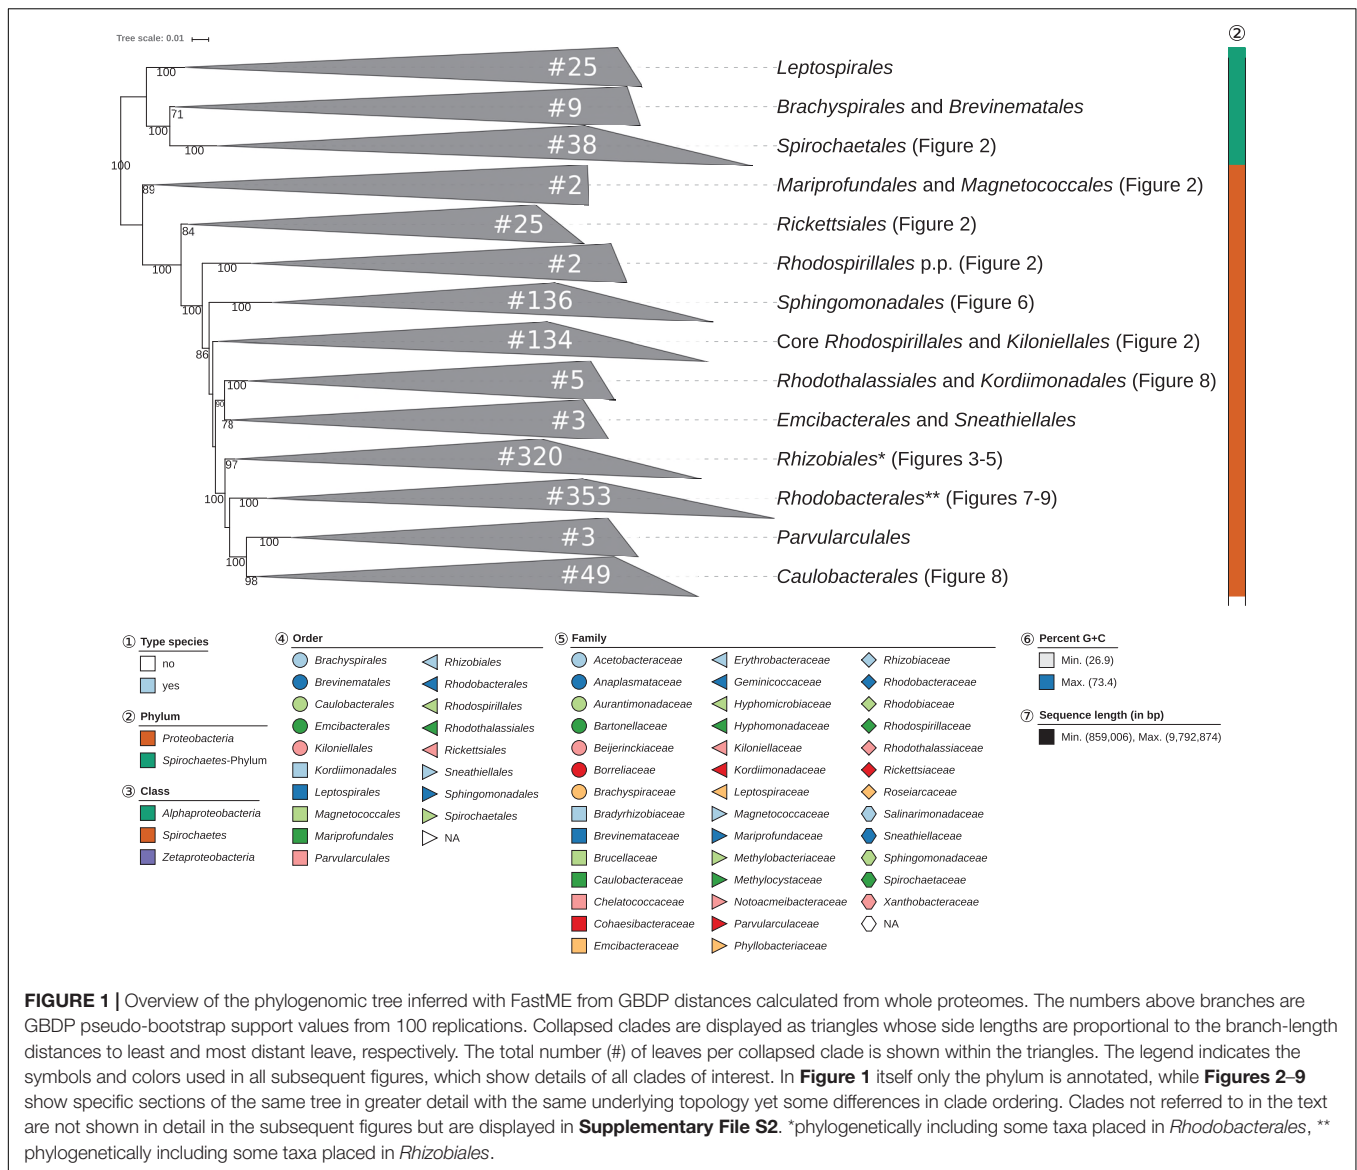 Tree scale: 0.01
②
100
#25
Leptospirales
71
#9
Brachyspirales and Brevinematales
100
100
#38
Spirochaetales (Figure 2)
100
89
#2
Mariprofundales and Magnetococcales (Figure 2)
84
#25
Rickettsiales (Figure 2)
100
100
#2
Rhodospirillales p.p. (Figure 2)
100
100
#136
Sphingomonadales (Figure 6)
86
#134
Core Rhodospirillales and Kiloniellales (Figure 2)
100
#5
Rhodothalassiales and Kordiimonadales (Figure 8)
90
78
#3
Emcibacterales and Sneathiellales
97
#320
Rhizobiales* (Figures 3-5)
100
100
#353
Rhodobacterales** (Figures 7-9)
100
#3
Parvularculales
100
98
#49
Caulobacterales (Figure 8)
① Type species
no
yes
② Phylum
Proteobacteria
Spirochaetes-Phylum
③ Class
Alphaproteobacteria
Spirochaetes
Zetaproteobacteria
④ Order
Brachyspirales
Brevinematales
Caulobacterales
Emcibacterales
Kiloniellales
Kordiimonadales
Leptospirales
Magnetococcales
Mariprofundales
Parvularculales
Rhizobiales
Rhodobacterales
Rhodospirillales
Rhodothalassiales
Rickettsiales
Sneathiellales
Sphingomonadales
Spirochaetales
NA
⑤ Family
Acetobacteraceae
Anaplasmataceae
Aurantimonadaceae
Bartonellaceae
Beijerinckiaceae
Borreliaceae
Brachyspiraceae
Bradyrhizobiaceae
Brevinemataceae
Brucellaceae
Caulobacteraceae
Chelatococcaceae
Cohaesibacteraceae
Emcibacteraceae
Erythrobacteraceae
Geminicoccaceae
Hyphomicrobiaceae
Hyphomonadaceae
Kiloniellaceae
Kordiimonadaceae
Leptospiraceae
Magnetococcaceae
Mariprofundaceae
Methylobacteriaceae
Methylocystaceae
Notoacmeibacteraceae
Parvularculaceae
Phyllobacteriaceae
Rhizobiaceae
Rhodobacteraceae
Rhodobiaceae
Rhodospirillaceae
Rhodothalassiaceae
Rickettsiaceae
Roseiarcaceae
Salinarimonadaceae
Sneathiellaceae
Sphingomonadaceae
Spirochaetaceae
Xanthobacteraceae
NA
⑥ Percent G+C
Min. (26.9)
Max. (73.4)
⑦ Sequence length (in bp)
Min. (859,006), Max. (9,792,874)
FIGURE 1 | Overview of the phylogenomic tree inferred with FastME from GBDP distances calculated from whole proteomes. The numbers above branches are
GBDP pseudo-bootstrap support values from 100 replications. Collapsed clades are displayed as triangles whose side lengths are proportional to the branch-length
distances to least and most distant leave, respectively. The total number (#) of leaves per collapsed clade is shown within the triangles. The legend indicates the
symbols and colors used in all subsequent figures, which show details of all clades of interest. In Figure 1 itself only the phylum is annotated, while Figures 2–9
show specific sections of the same tree in greater detail with the same underlying topology yet some differences in clade ordering. Clades not referred to in the text
are not shown in detail in the subsequent figures but are displayed in Supplementary File S2. *phylogenetically including some taxa placed in Rhodobacterales, **
phylogenetically including some taxa placed in Rhizobiales.